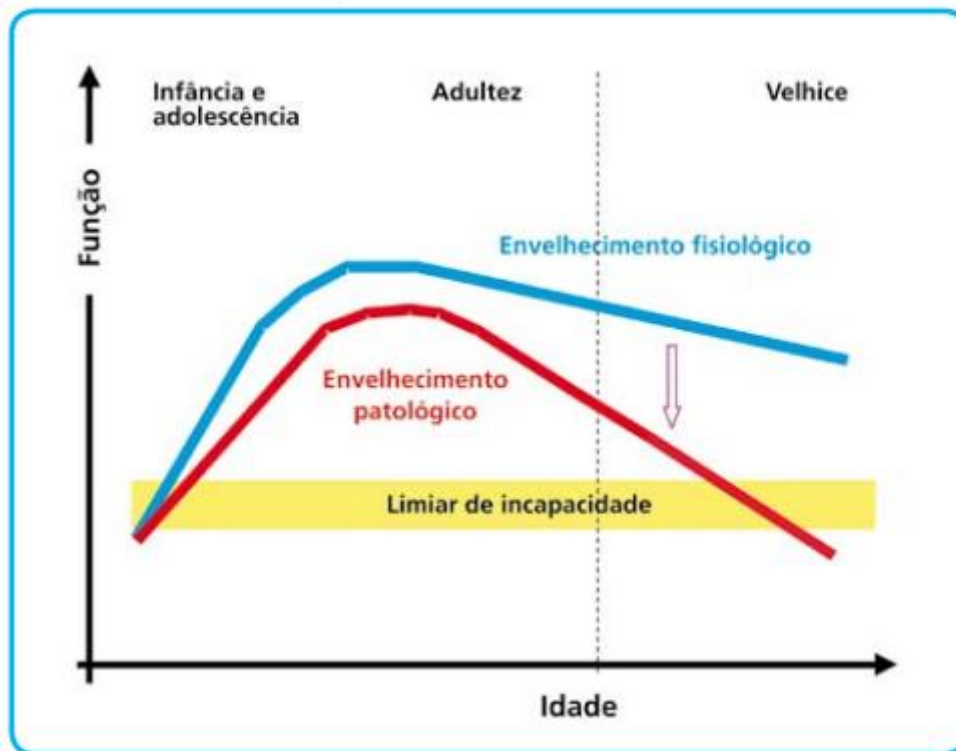 Infância e
adolescência
Adultez
Velhice
Função
Envelhecimento fisiológico
Envelhecimento
patológico
Limiar de incapacidade
Idade